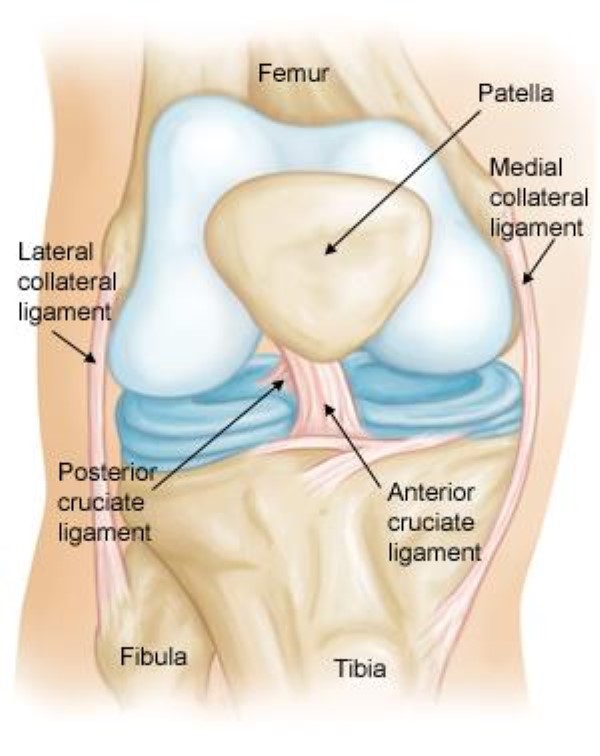 Femur
Patella
Medial
collateral
ligament
Lateral
collateral
ligament
Posterior
cruciate
ligament
Anterior
cruciate
ligament
Fibula
Tibia